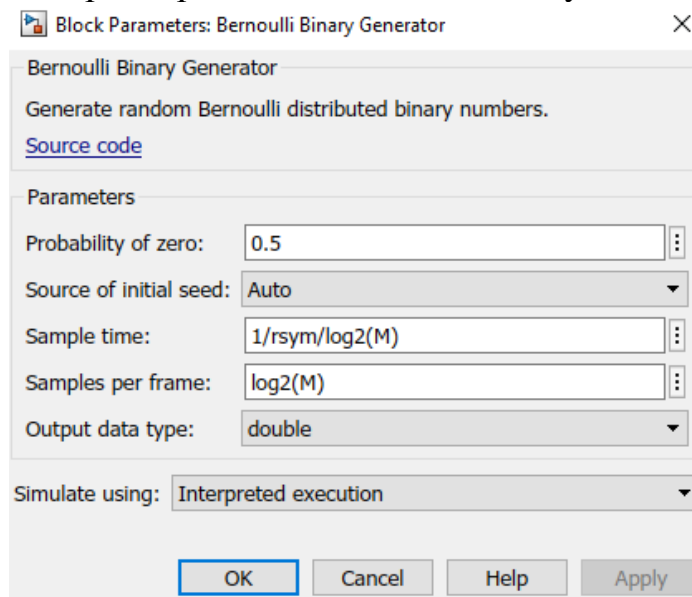 Block Parameters: Bernoulli Binary Generator
Bernoulli Binary Generator
Generate random Bernoulli distributed binary numbers.
Source code
Parameters
Probability of zero: 0.5
Source of initial seed: Auto
Sample time: 1/rsym/log2(M)
Samples per frame: log2(M)
Output data type: double
Simulate using: Interpreted execution
OK Cancel Help Apply